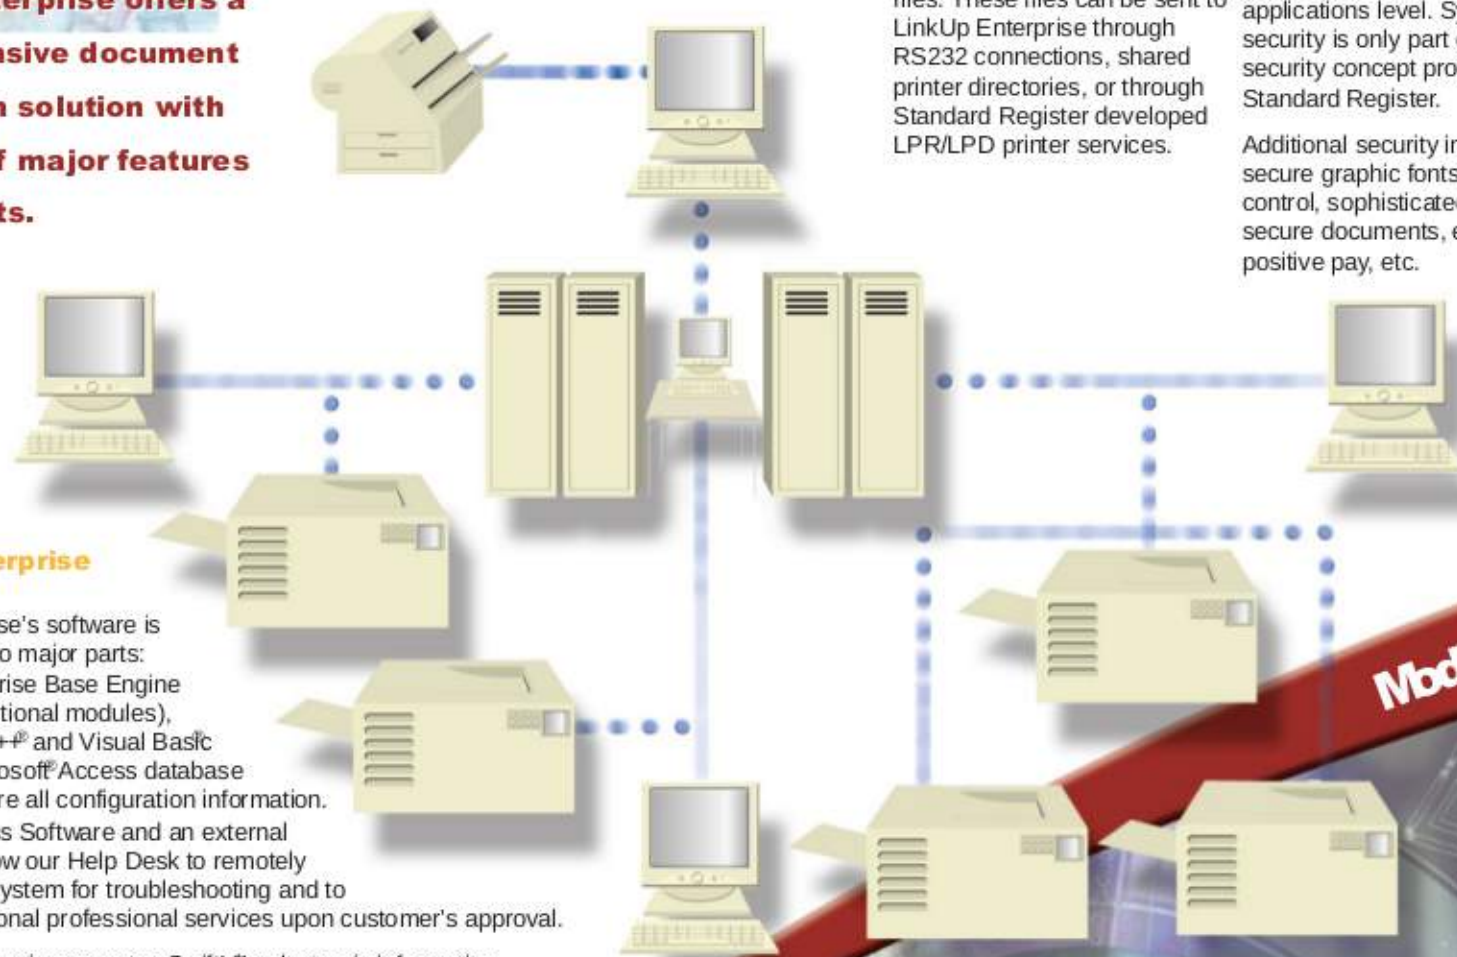 erprise offers a
nsive document
n solution with
f major features
ts.
files. These files can be sent to
LinkUp Enterprise through
RS232 connections, shared
printer directories, or through
Standard Register developed
LPR/LPD printer services.
applications level. Sy
security is only part
security concept pro
Standard Register.
Additional security in
secure graphic fonts
control, sophisticated
secure documents, e
positive pay, etc.
erprise
se's software is
o major parts:
rise Base Engine
tional modules),
++® and Visual Basic®
osoft® Access database
re all configuration information.
s Software and an external
ow our Help Desk to remotely
ystem for troubleshooting and to
onal professional services upon customer's approval.
Mod